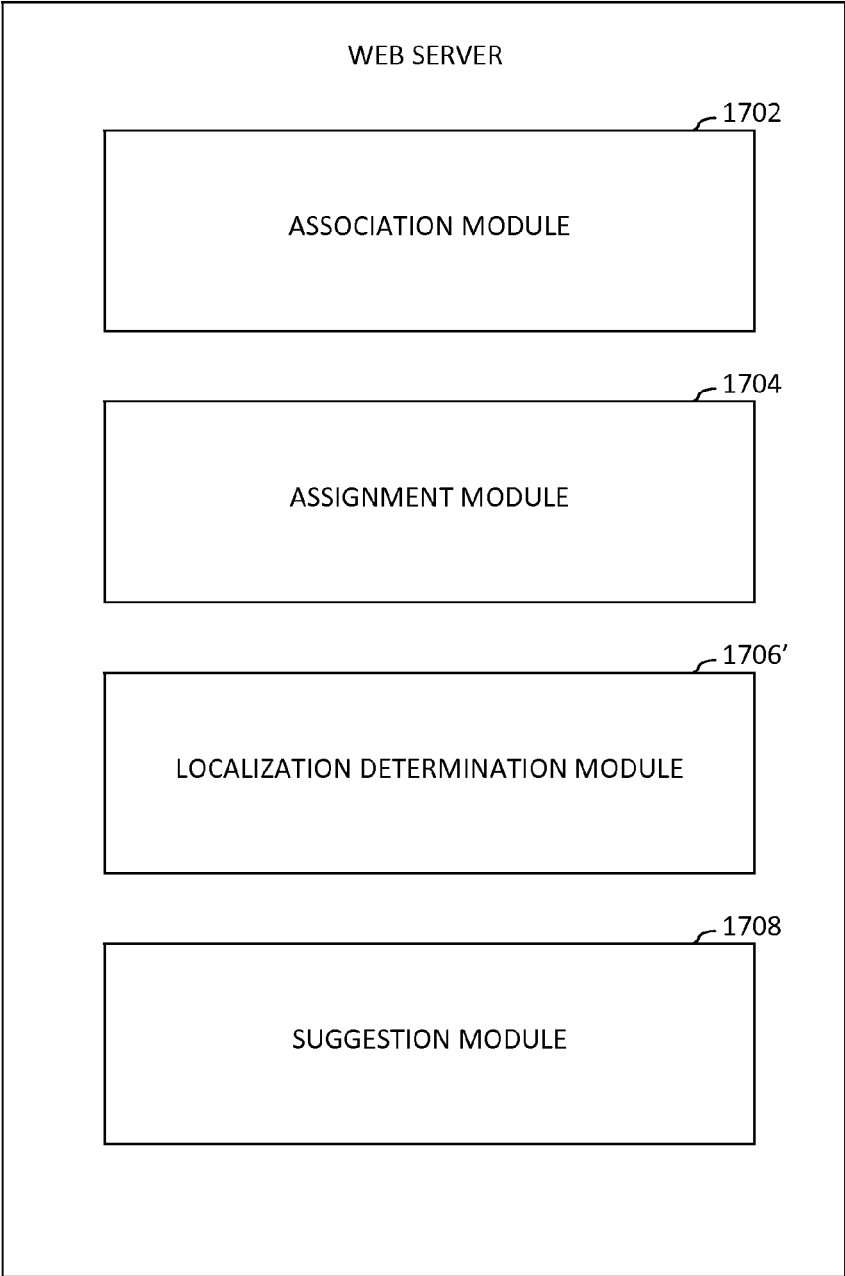 WEB SERVER
1702
ASSOCIATION MODULE
1704
ASSIGNMENT MODULE
1706’
LOCALIZATION DETERMINATION MODULE
1708
SUGGESTION MODULE